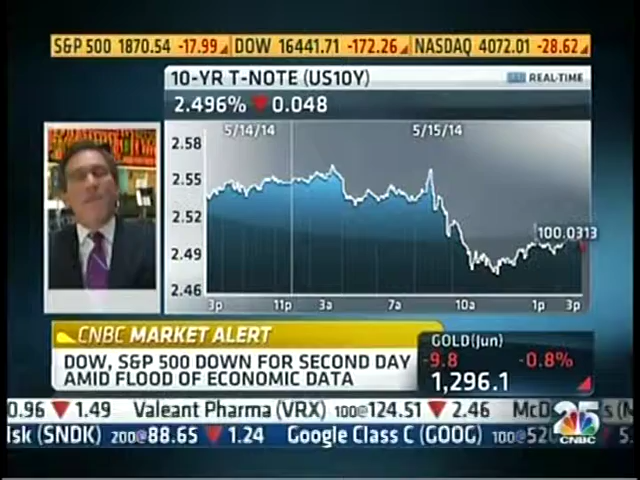 S&P 500 1870.54 -17.99 DOW 16441.71 -172.26 NASDAQ 4072.01 -28.62
10-YR T-NOTE (US10Y) REAL-TIME
2.496% 0.048
5/14/14 5/15/14
2.58
2.55
2.52
100.0313
2.49
2.46
3p 11p 3a 7a 10a 1p 3p
CNBC MARKET ALERT
DOW, S&P 500 DOWN FOR SECOND DAY
AMID FLOOD OF ECONOMIC DATA
GOLD(Jun)
-9.8 -0.8%
1,296.1
0.96 1.49 Valeant Pharma (VRX) 100@124.51 2.46 McD
lsk (SNDK) 200@88.65 1.24 Google Class C (GOOG) 100@52
25
CNBC